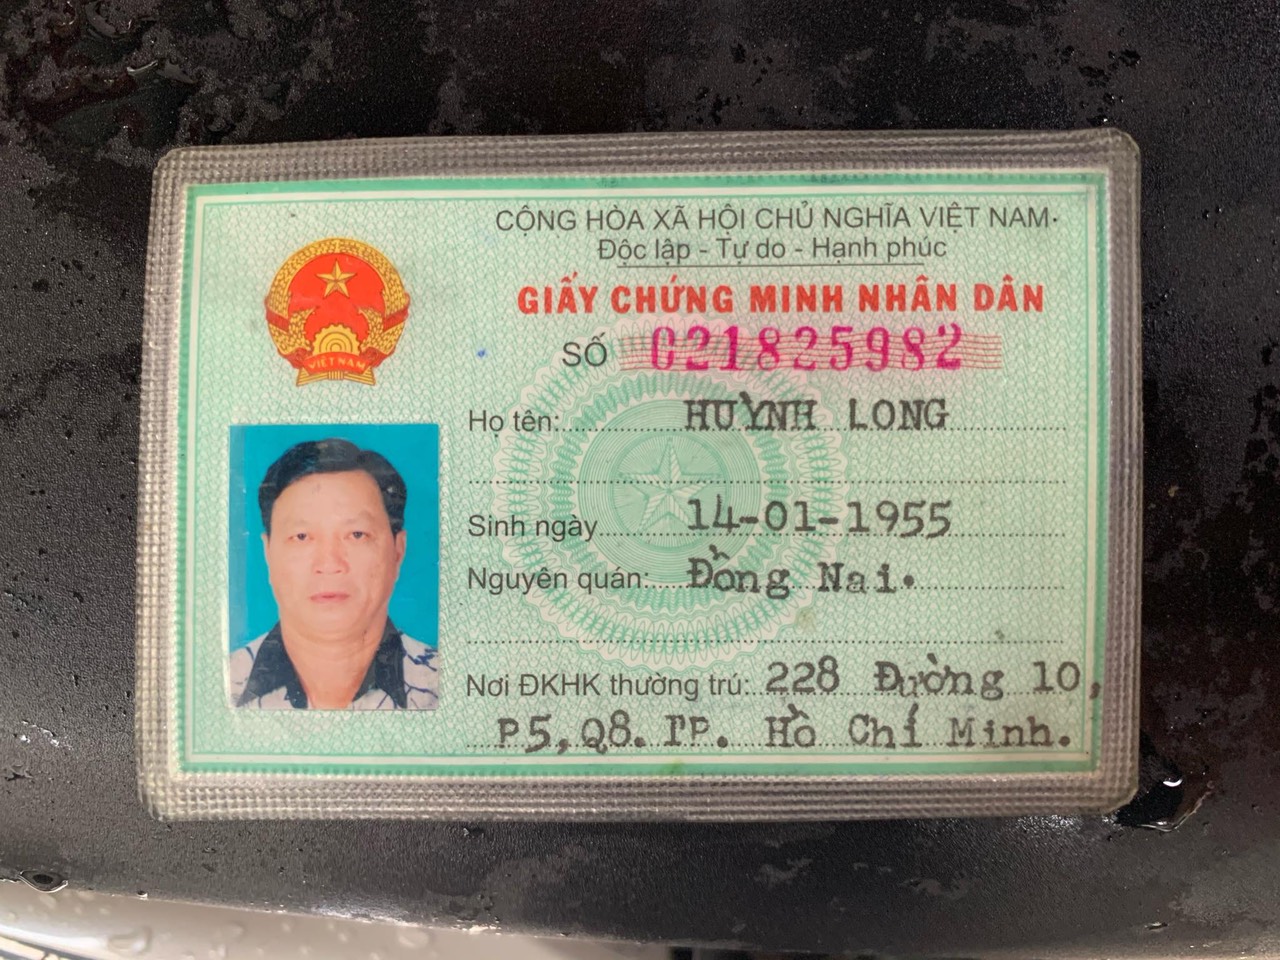 CỘNG HÒA XÃ HỘI CHỦ NGHĨA VIỆT NAM
Độc lập - Tự do - Hạnh phúc
GIẤY CHỨNG MINH NHÂN DÂN
SỐ 021825982
VIỆT NAM
Họ tên: HUỲNH LONG
Sinh ngày 14-01-1955
Nguyên quán: Đồng Nai.
Nơi ĐKHK thường trú: 228 Đường 10,
P5, Q8. TP. Hồ Chí Minh.